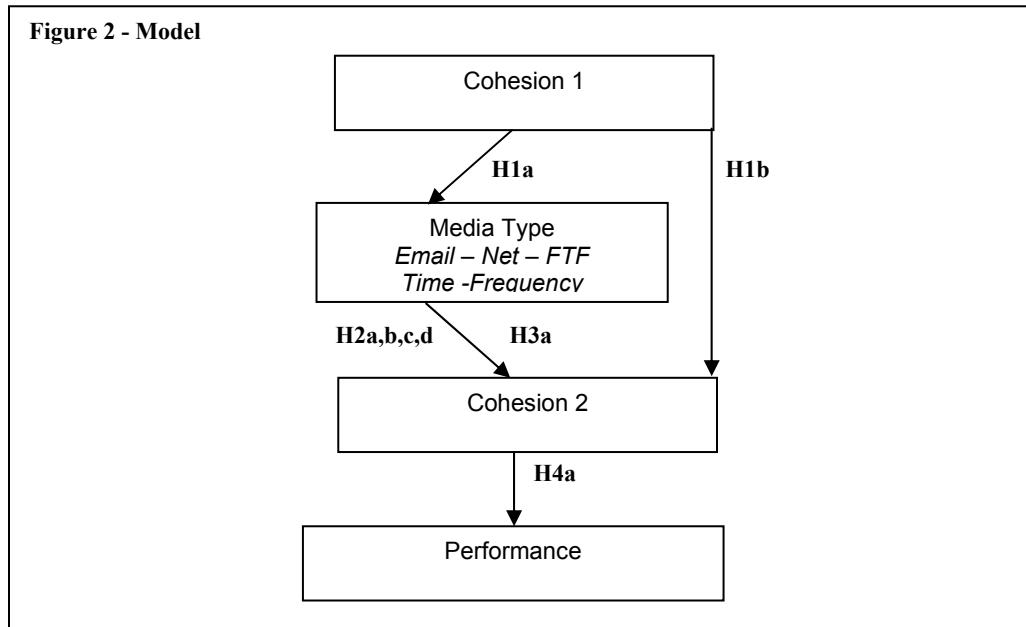 Figure 2 - Model
Cohesion 1
H1a
H1b
Media Type
Email – Net – FTF
Time -Frequency
H2a,b,c,d
H3a
Cohesion 2
H4a
Performance